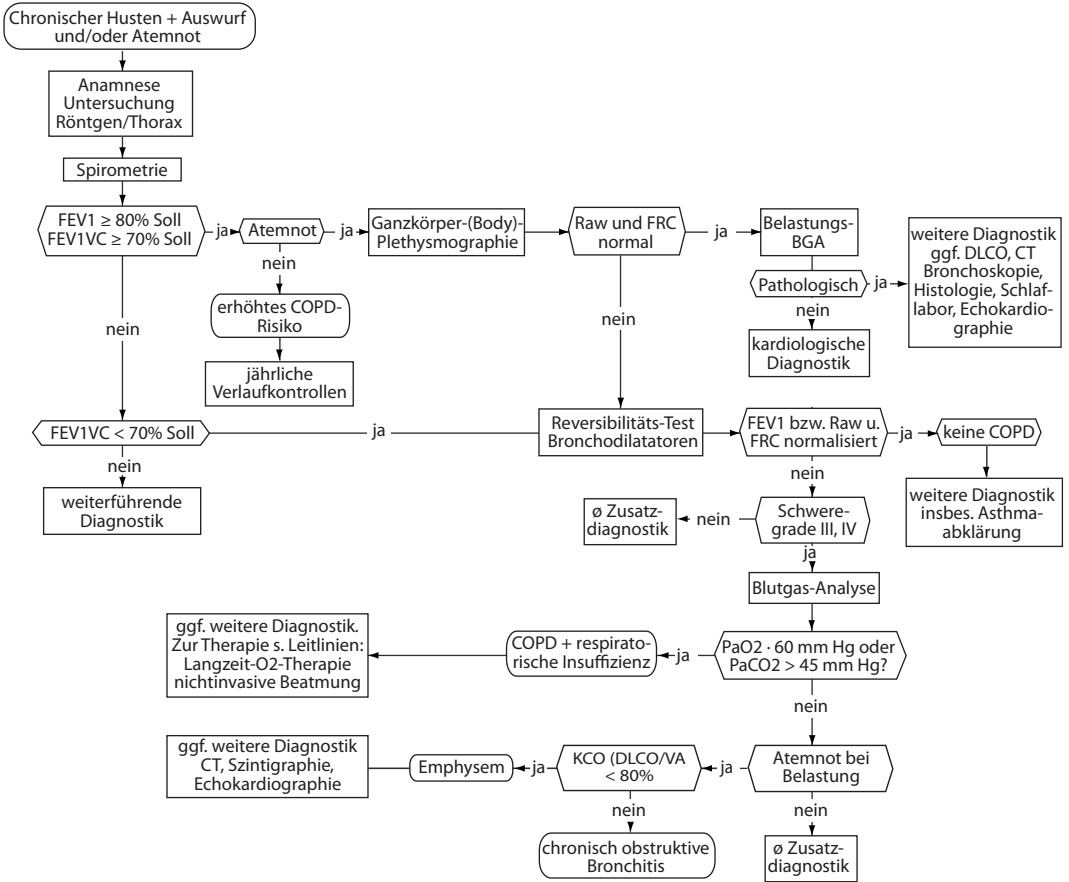 Chronischer Husten + Auswurf
und/oder Atemnot
Anamnese
Untersuchung
Röntgen/Thorax
Spirometrie
FEV1 ≥ 80% Soll
FEV1VC ≥ 70% Soll
ja
Atemnot
ja
Ganzkörper-(Body)-
Plethysmographie
Raw und FRC
normal
ja
Belastungs-
BGA
Pathologisch
ja
weitere Diagnostik
ggf. DLCO, CT
Bronchoskopie,
Histologie, Schlaf-
labor, Echokardio-
graphie
nein
erhöhtes COPD-
Risiko
jährliche
Verlaufkontrollen
nein
nein
nein
kardiologische
Diagnostik
FEV1VC < 70% Soll
ja
Reversibilitäts-Test
Bronchodilatatoren
FEV1 bzw. Raw u.
FRC normalisiert
ja
keine COPD
nein
weiterführende
Diagnostik
nein
weitere Diagnostik
insbes. Asthma-
abklärung
Schwere-
grade III, IV
nein
ø Zusatz-
diagnostik
ja
Blutgas-Analyse
PaO2 · 60 mm Hg oder
PaCO2 > 45 mm Hg?
ja
COPD + respirato-
rische Insuffizienz
ggf. weitere Diagnostik.
Zur Therapie s. Leitlinien:
Langzeit-O2-Therapie
nichtinvasive Beatmung
nein
Atemnot bei
Belastung
ja
KCO (DLCO/VA
< 80%
ja
Emphysem
ggf. weitere Diagnostik
CT, Szintigraphie,
Echokardiographie
nein
chronisch obstruktive
Bronchitis
nein
ø Zusatz-
diagnostik